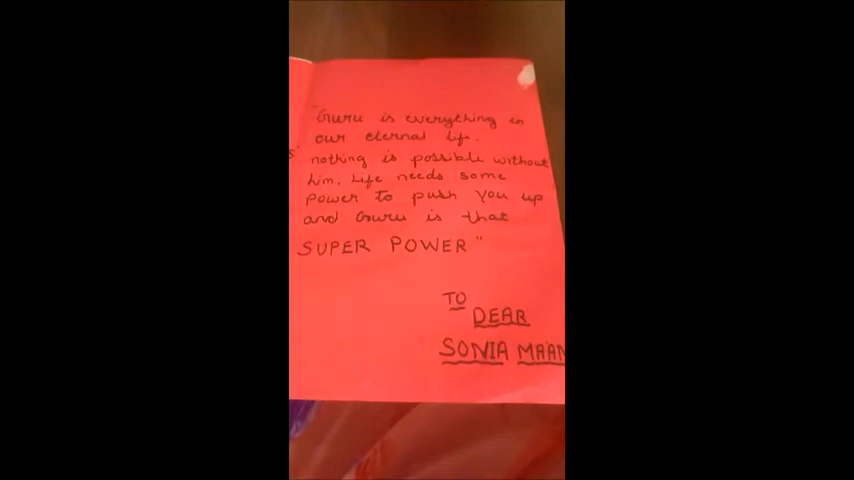 "Guru is everything in
our eternal life.
nothing is possible without
him. Life needs some
power to push you up
and Guru is that
SUPER POWER"
TO
DEAR
SONIA MAAN